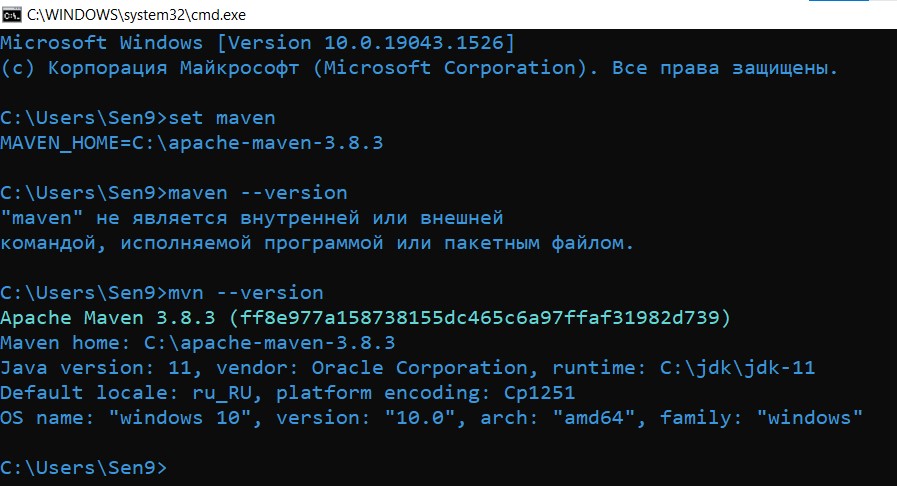 C:\WINDOWS\system32\cmd.exe
Microsoft Windows [Version 10.0.19043.1526]
(c) Корпорация Майкрософт (Microsoft Corporation). Все права защищены.
C:\Users\Sen9>set maven
MAVEN_HOME=C:\apache-maven-3.8.3
C:\Users\Sen9>maven --version
"maven" не является внутренней или внешней
командой, исполняемой программой или пакетным файлом.
C:\Users\Sen9>mvn --version
Apache Maven 3.8.3 (ff8e977a158738155dc465c6a97ffaf31982d739)
Maven home: C:\apache-maven-3.8.3
Java version: 11, vendor: Oracle Corporation, runtime: C:\jdk\jdk-11
Default locale: ru_RU, platform encoding: Cp1251
OS name: "windows 10", version: "10.0", arch: "amd64", family: "windows"
C:\Users\Sen9>